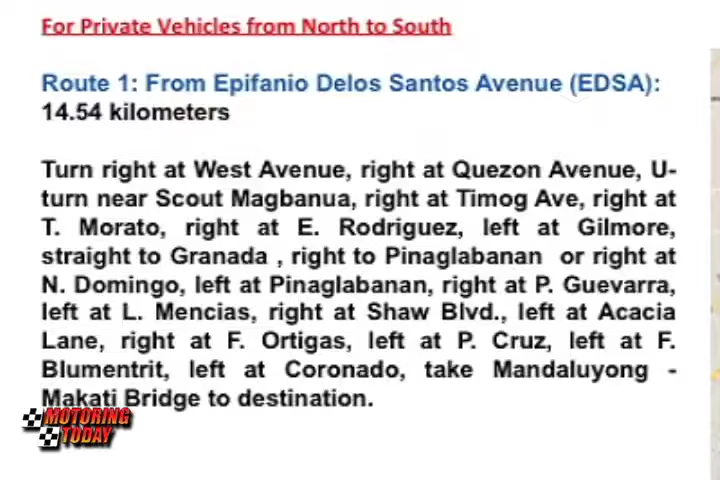 For Private Vehicles from North to South
Route 1: From Epifanio Delos Santos Avenue (EDSA):
14.54 kilometers
Turn right at West Avenue, right at Quezon Avenue, U-
turn near Scout Magbanua, right at Timog Ave, right at
T. Morato, right at E. Rodriguez, left at Gilmore,
straight to Granada , right to Pinaglabanan or right at
N. Domingo, left at Pinaglabanan, right at P. Guevarra,
left at L. Mencias, right at Shaw Blvd., left at Acacia
Lane, right at F. Ortigas, left at P. Cruz, left at F.
Blumentrit, left at Coronado, take Mandaluyong -
Makati Bridge to destination.
MOTORING
TODAY